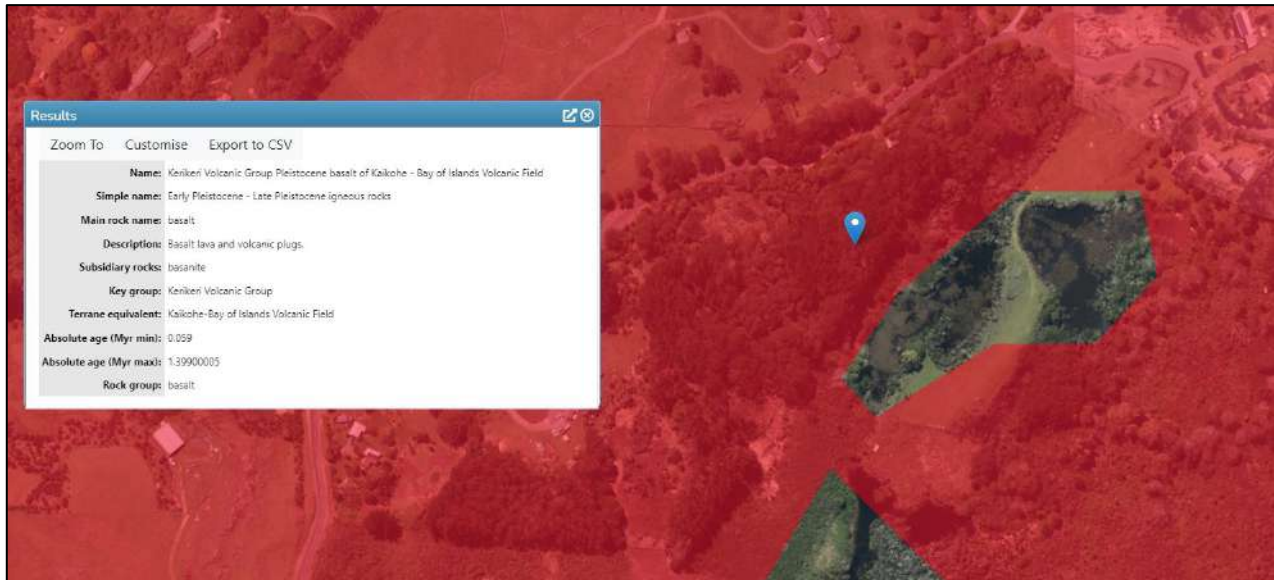 Results
Zoom To Customise Export to CSV
Name: Kerikeri Volcanic Group Pleistocene basalt of Kaikohe - Bay of Islands Volcanic Field
Simple name: Early Pleistocene - Late Pleistocene igneous rocks
Main rock name: basalt
Description: Basalt lava and volcanic plugs.
Subsidiary rocks: basanite
Key group: Kerikeri Volcanic Group
Terrane equivalent: Kaikohe-Bay of Islands Volcanic Field
Absolute age (Myr min): 0.059
Absolute age (Myr max): 1.39900005
Rock group: basalt